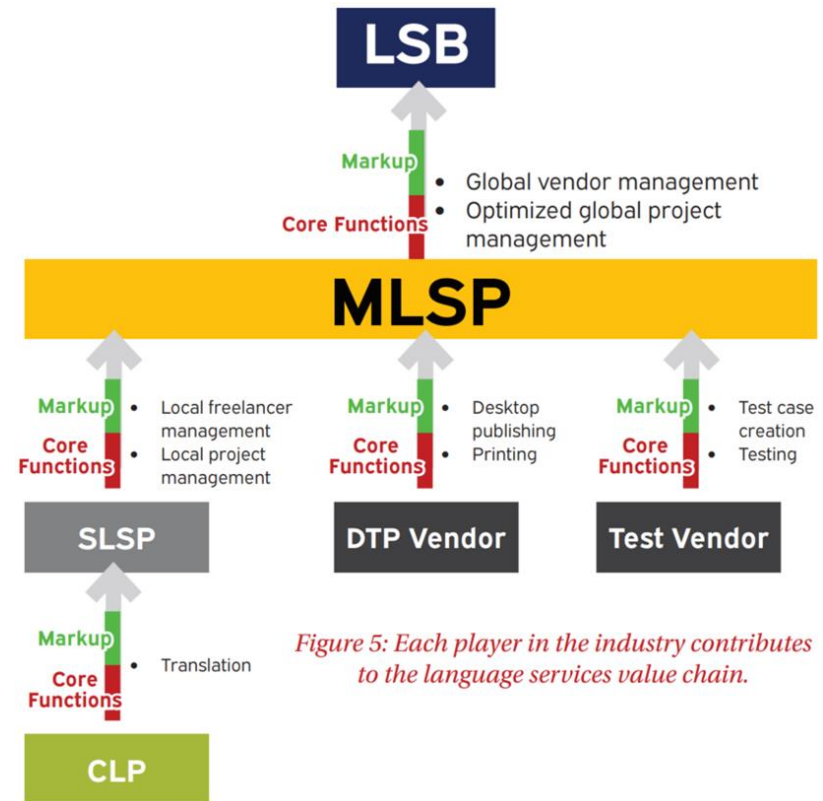 LSB
Markup
Core Functions
• Global vendor management
• Optimized global project
management
MLSP
Markup
Core
Functions
• Local freelancer
management
• Local project
management
Markup
Core
Functions
• Desktop
publishing
• Printing
Markup
Core
Functions
• Test case
creation
• Testing
SLSP
DTP Vendor
Test Vendor
Markup
Core
Functions
• Translation
Figure 5: Each player in the industry contributes
to the language services value chain.
CLP